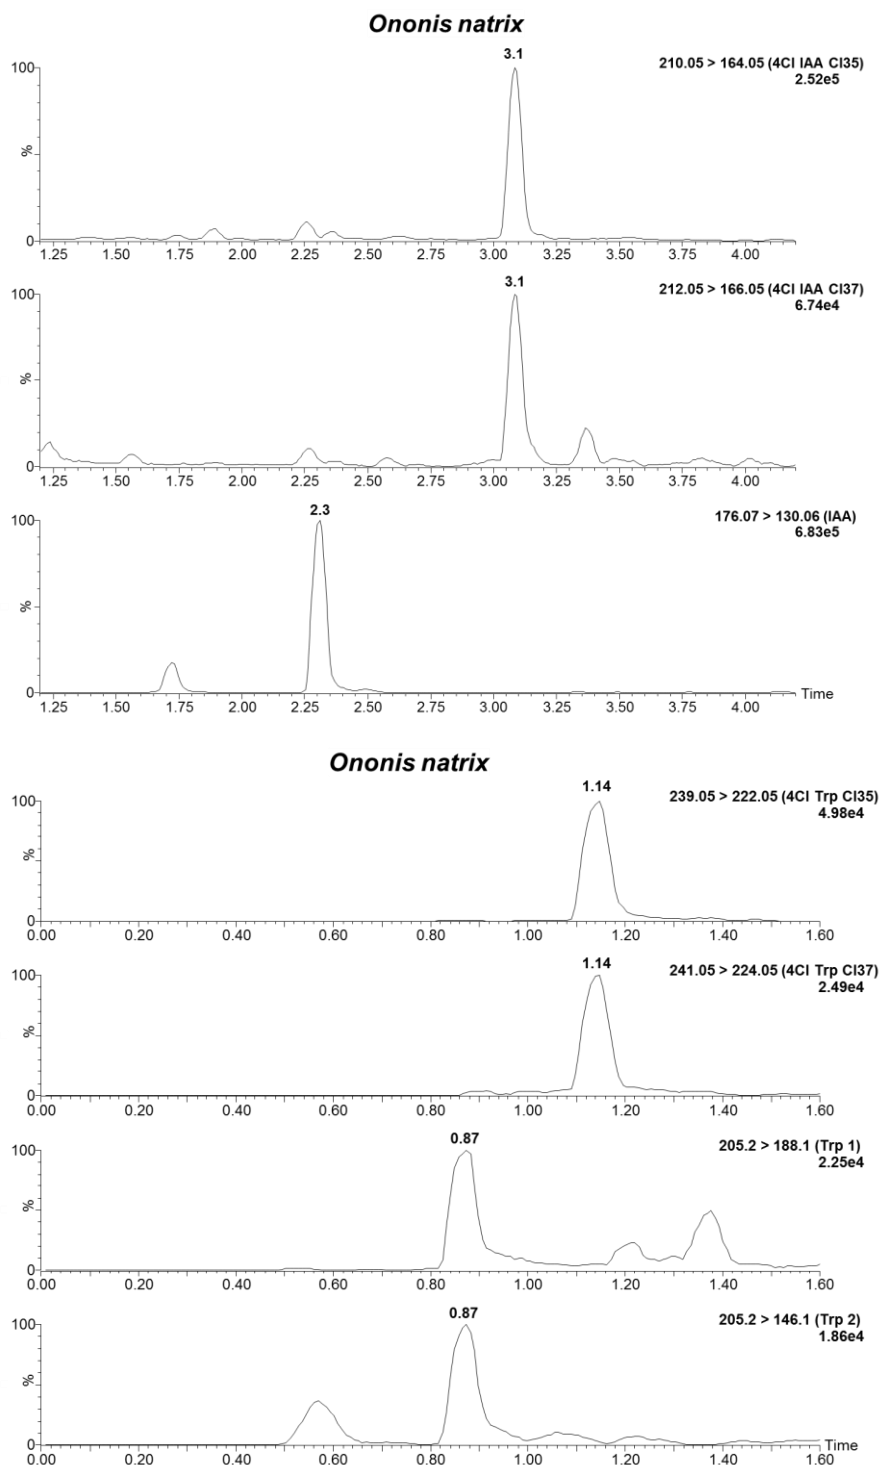 Ononis natrix
3.1
210.05 > 164.05 (4Cl IAA Cl35)
2.52e5
100
%
0
1.25 1.50 1.75 2.00 2.25 2.50 2.75 3.00 3.25 3.50 3.75 4.00
3.1
212.05 > 166.05 (4Cl IAA Cl37)
6.74e4
100
%
0
1.25 1.50 1.75 2.00 2.25 2.50 2.75 3.00 3.25 3.50 3.75 4.00
2.3
176.07 > 130.06 (IAA)
6.83e5
100
%
0
Time
1.25 1.50 1.75 2.00 2.25 2.50 2.75 3.00 3.25 3.50 3.75 4.00
Ononis natrix
1.14
239.05 > 222.05 (4Cl Trp Cl35)
4.98e4
100
%
0
0.00 0.20 0.40 0.60 0.80 1.00 1.20 1.40 1.60
1.14
241.05 > 224.05 (4Cl Trp Cl37)
2.49e4
100
%
0
0.00 0.20 0.40 0.60 0.80 1.00 1.20 1.40 1.60
0.87
205.2 > 188.1 (Trp 1)
2.25e4
100
%
0
0.00 0.20 0.40 0.60 0.80 1.00 1.20 1.40 1.60
0.87
205.2 > 146.1 (Trp 2)
1.86e4
100
%
0
Time
0.00 0.20 0.40 0.60 0.80 1.00 1.20 1.40 1.60